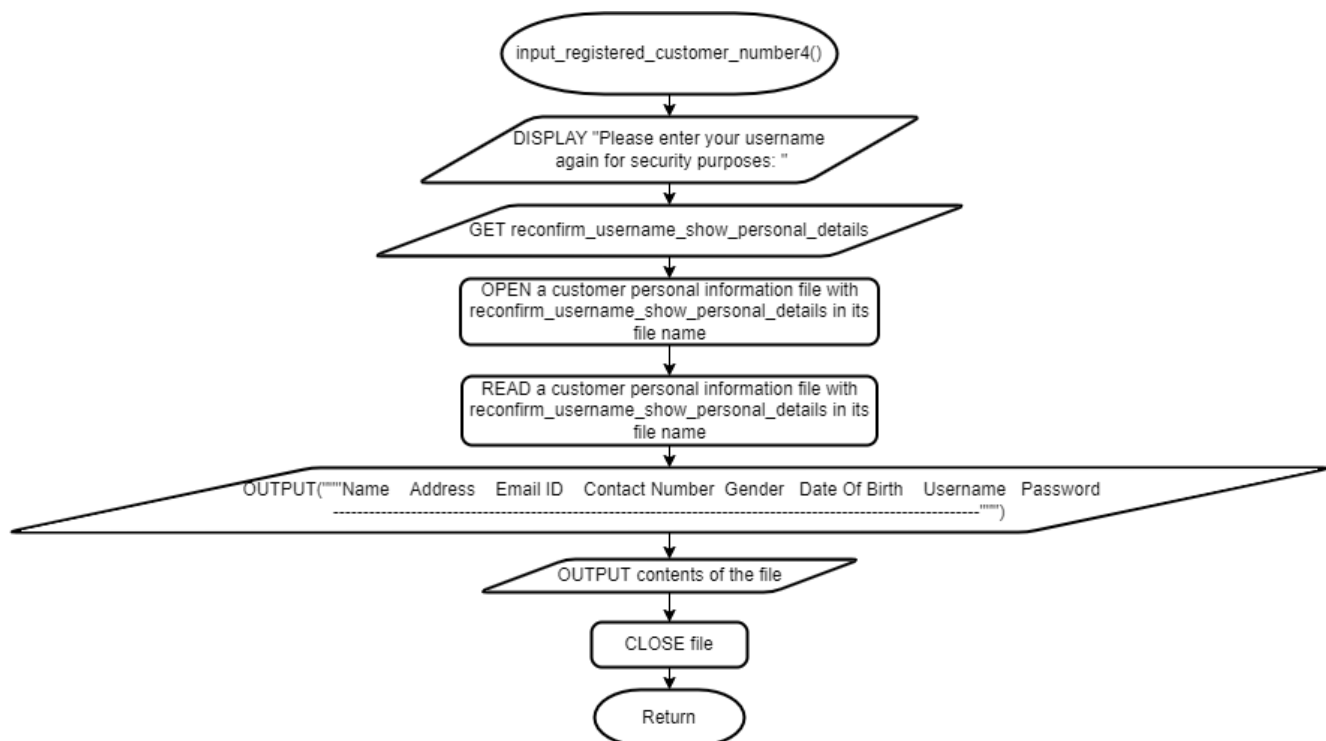 input_registered_customer_number4()
DISPLAY "Please enter your username
again for security purposes: "
GET reconfirm_username_show_personal_details
OPEN a customer personal information file with
reconfirm_username_show_personal_details in its
file name
READ a customer personal information file with
reconfirm_username_show_personal_details in its
file name
OUTPUT("""Name    Address    Email ID    Contact Number  Gender   Date Of Birth    Username   Password
------------------------------------------------------------------------------------------------------------""")
OUTPUT contents of the file
CLOSE file
Return